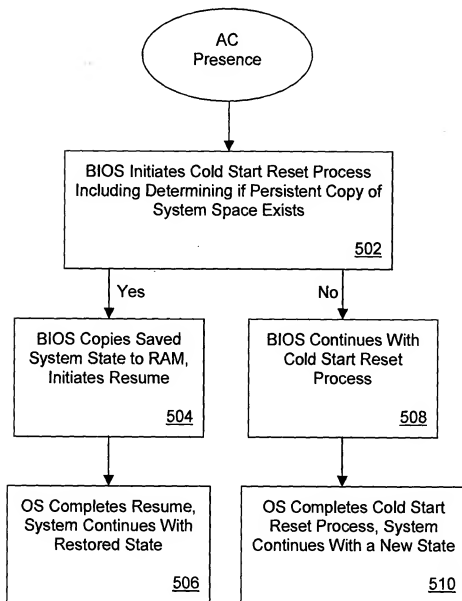 AC
Presence
BIOS Initiates Cold Start Reset Process
Including Determining if Persistent Copy of
System Space Exists
502
Yes
No
BIOS Copies Saved
System State to RAM,
Initiates Resume
504
BIOS Continues With
Cold Start Reset
Process
508
OS Completes Resume,
System Continues With
Restored State
506
OS Completes Cold Start
Reset Process, System
Continues With a New State
510